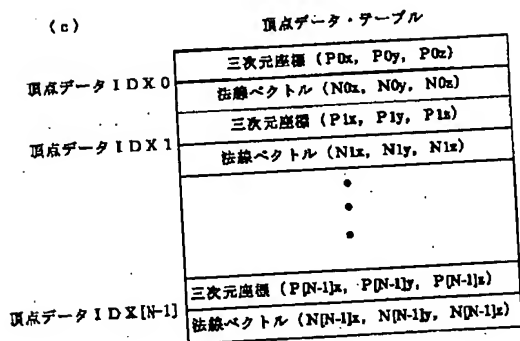 (c)
頂点データ・テーブル
三次元座標 (P0x, P0y, P0z)
頂点データIDX0
法線ベクトル (N0x, N0y, N0z)
三次元座標 (P1x, P1y, P1z)
頂点データIDX1
法線ベクトル (N1x, N1y, N1z)
三次元座標 (P[N-1]x, P[N-1]y, P[N-1]z)
頂点データIDX[N-1]
法線ベクトル (N[N-1]x, N[N-1]y, N[N-1]z)